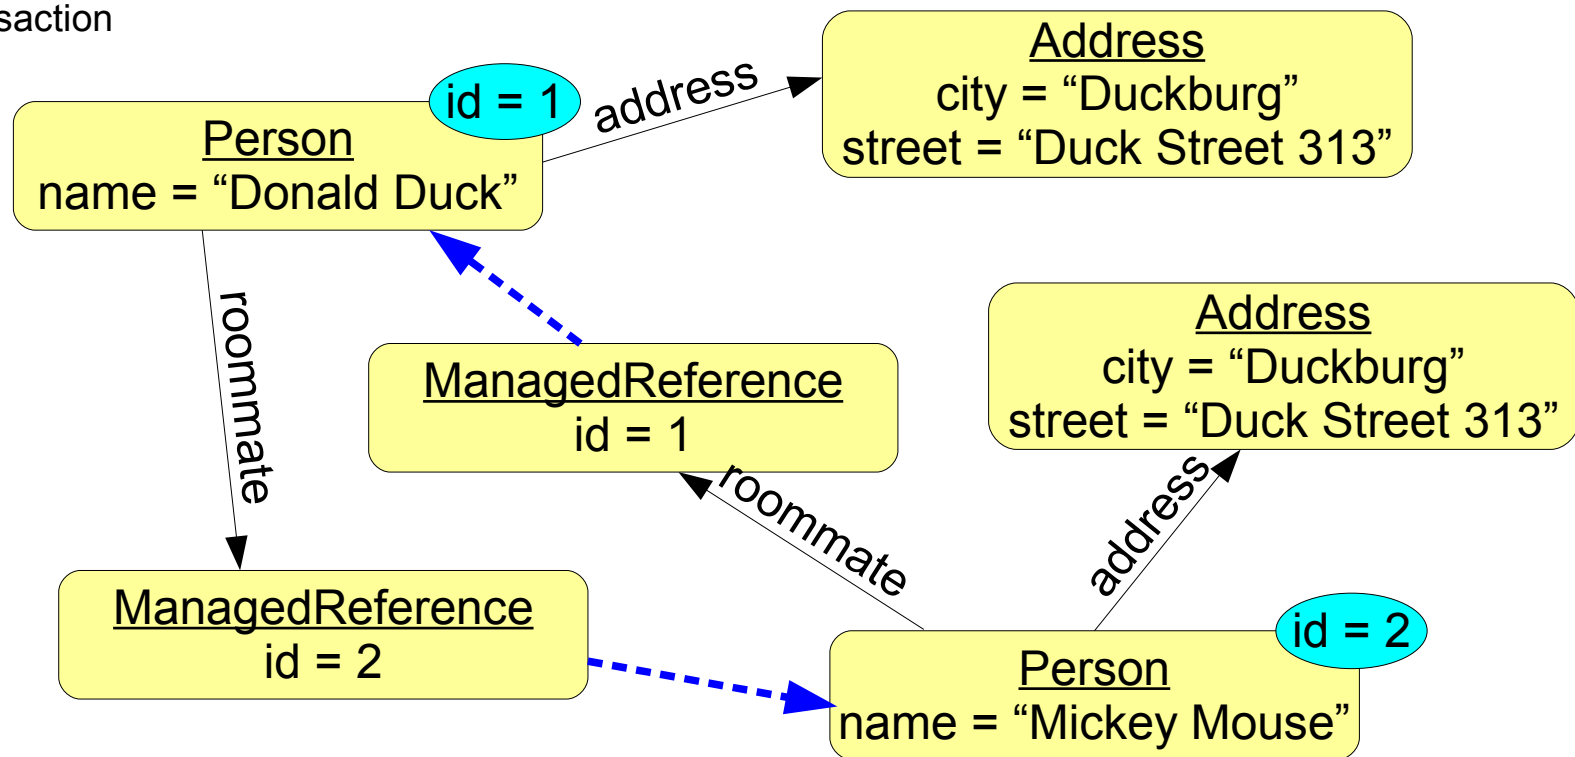 saction
id = 1
Person
name = “Donald Duck”
address
Address
city = “Duckburg”
street = “Duck Street 313”
roommate
ManagedReference
id = 1
Address
city = “Duckburg”
street = “Duck Street 313”
roommate
address
ManagedReference
id = 2
id = 2
Person
name = “Mickey Mouse”